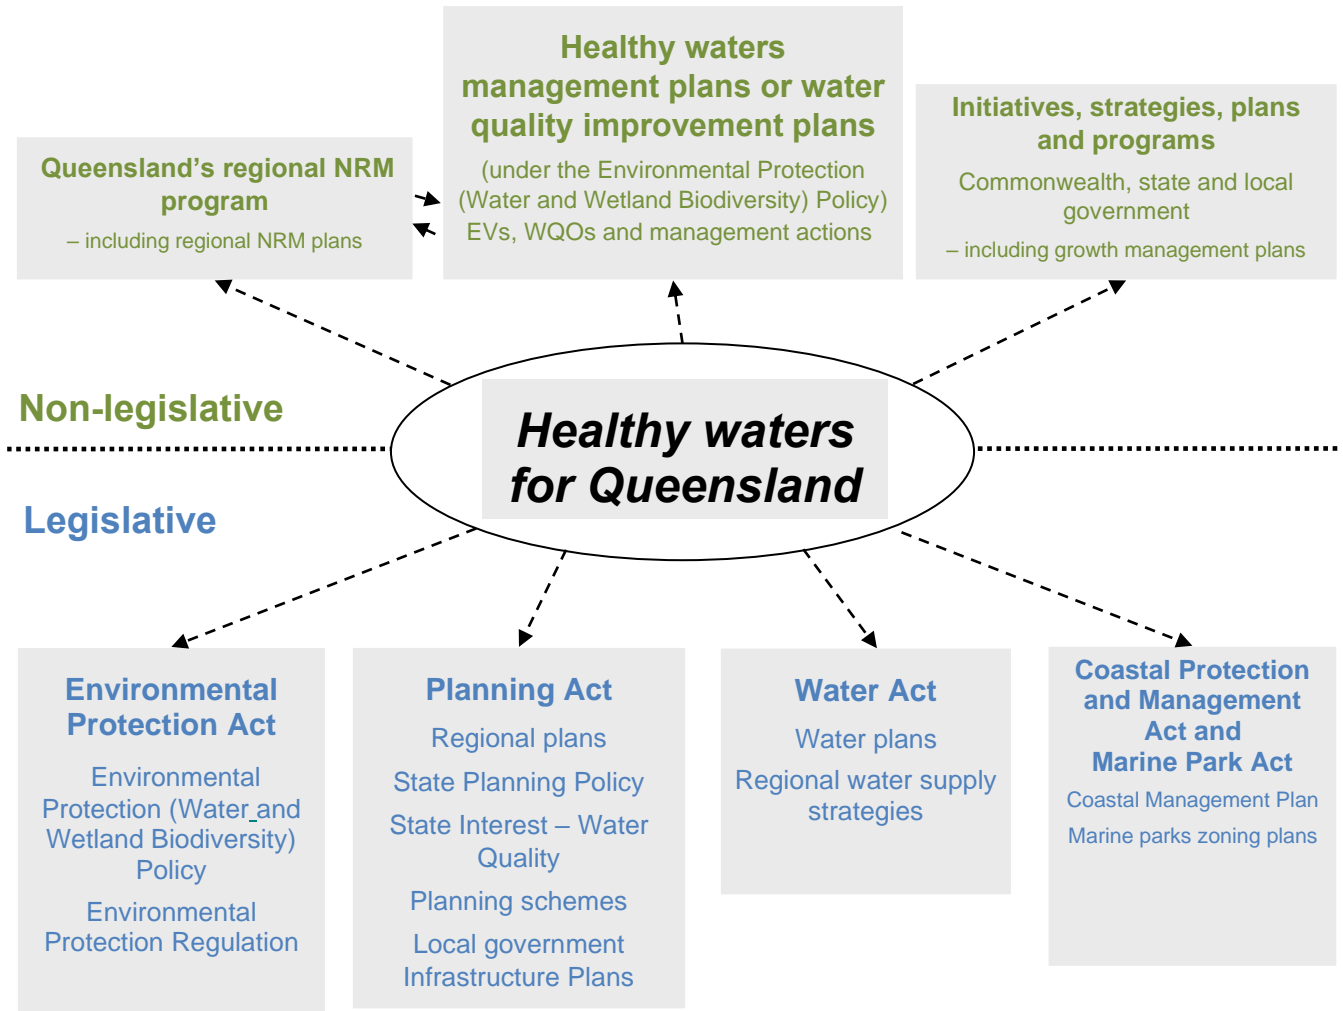 Healthy waters
management plans or water
quality improvement plans
(under the Environmental Protection
(Water and Wetland Biodiversity) Policy)
EVs, WQOs and management actions
Initiatives, strategies, plans
and programs
Commonwealth, state and local
government
– including growth management plans
Queensland’s regional NRM
program
– including regional NRM plans
Non-legislative
Healthy waters
for Queensland
Legislative
Environmental
Protection Act
Environmental
Protection (Water and
Wetland Biodiversity)
Policy
Environmental
Protection Regulation
Planning Act
Regional plans
State Planning Policy
State Interest – Water
Quality
Planning schemes
Local government
Infrastructure Plans
Water Act
Water plans
Regional water supply
strategies
Coastal Protection
and Management
Act and
Marine Park Act
Coastal Management Plan
Marine parks zoning plans